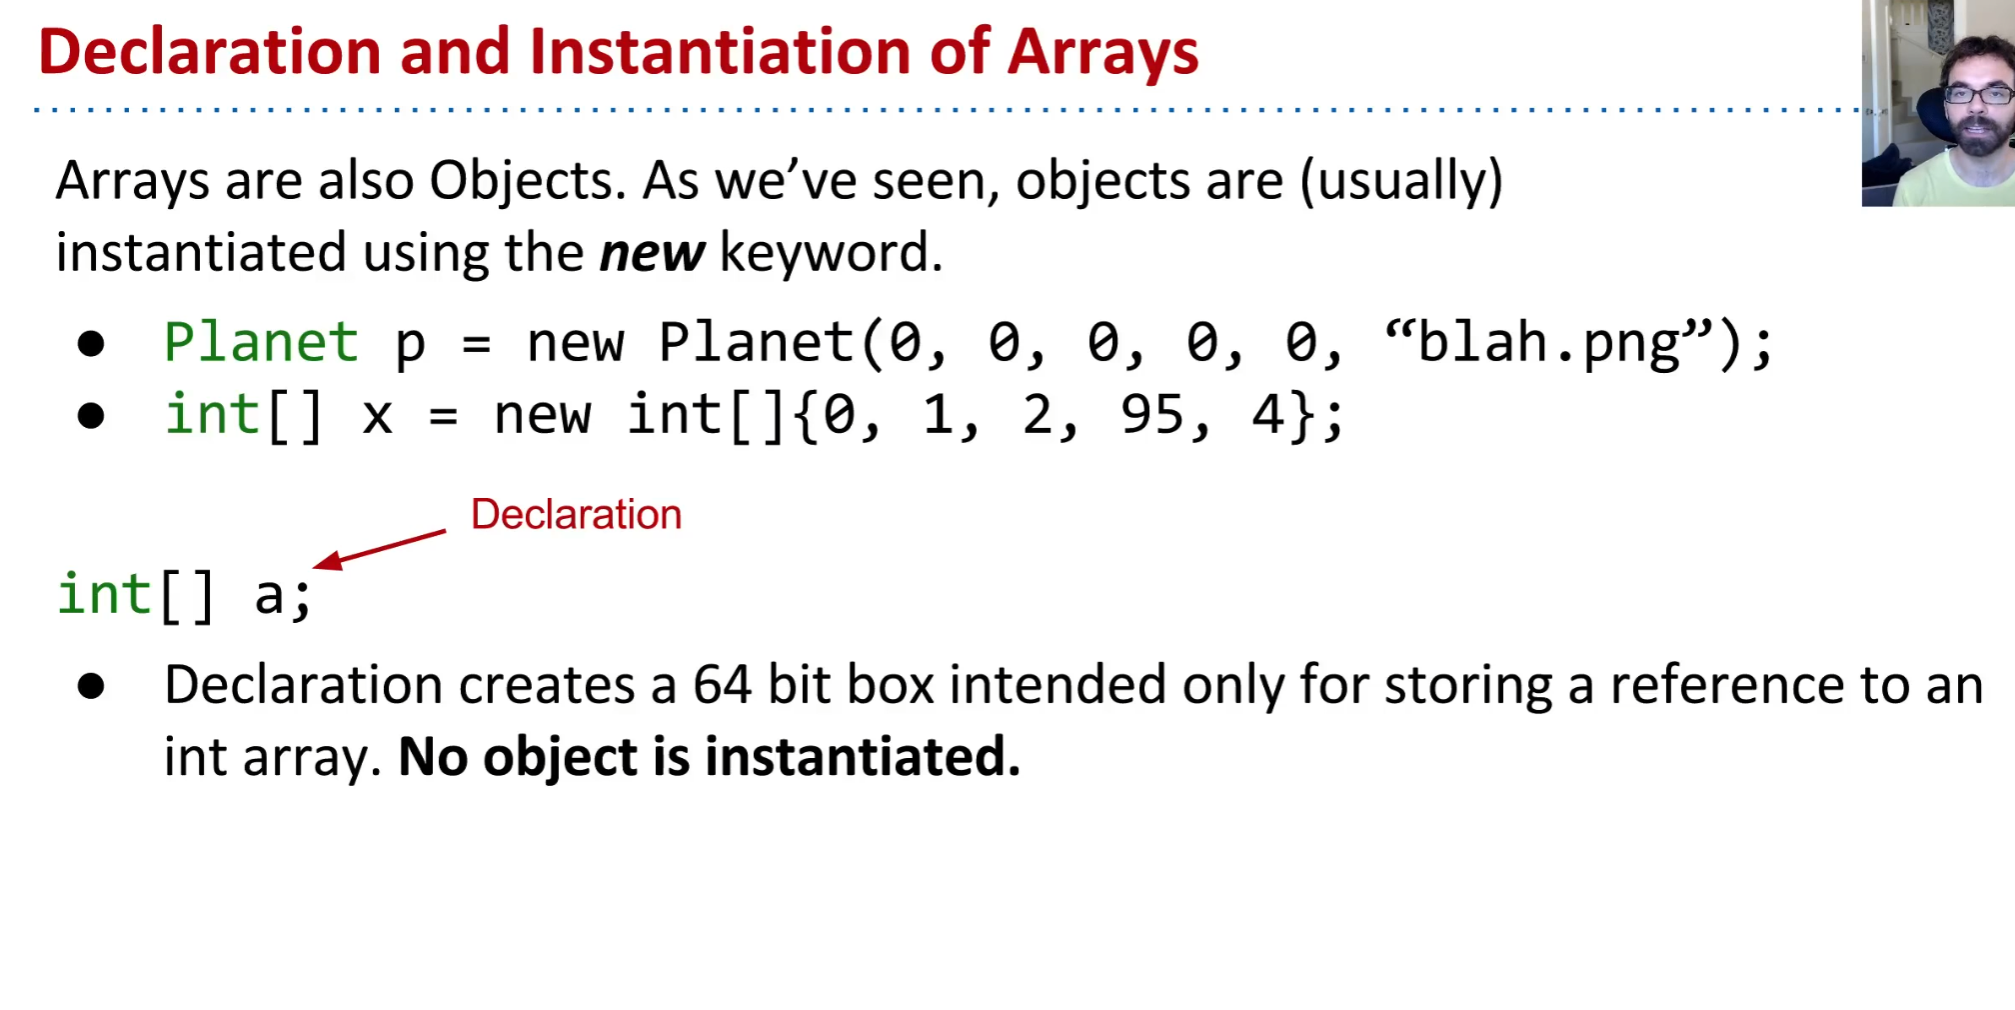 Declaration and Instantiation of Arrays
Arrays are also Objects. As we’ve seen, objects are (usually)
instantiated using the new keyword.
● Planet p = new Planet(0, 0, 0, 0, 0, “blah.png”);
● int[] x = new int[]{0, 1, 2, 95, 4};
Declaration
int[] a;
● Declaration creates a 64 bit box intended only for storing a reference to an
int array. No object is instantiated.